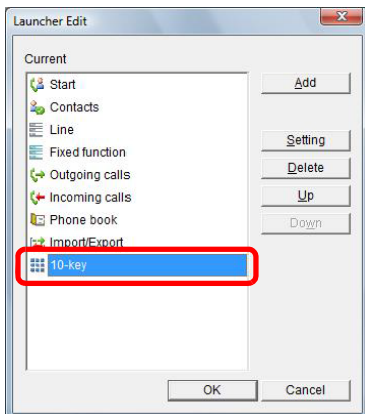 Launcher Edit
Current
Start
Contacts
Line
Fixed function
Outgoing calls
Incoming calls
Phone book
Import/Export
10-key
Add
Setting
Delete
Up
Down
OK
Cancel